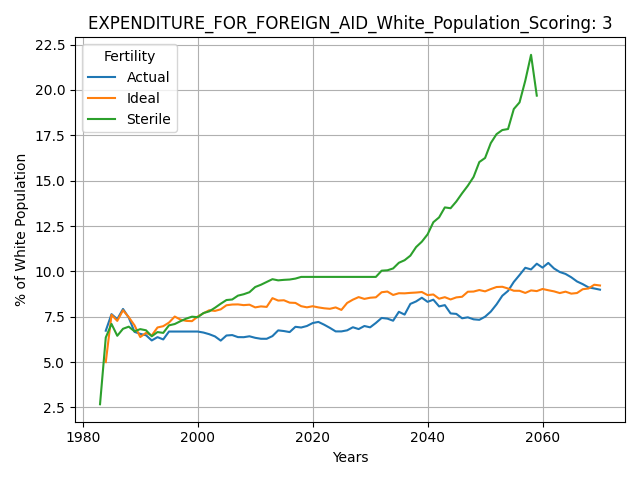 EXPENDITURE_FOR_FOREIGN_AID_White_Population_Scoring: 3
% of White Population
22.5
20.0
17.5
15.0
12.5
10.0
7.5
5.0
2.5
Fertility
Actual
Ideal
Sterile
1980
2000
2020
2040
2060
Years